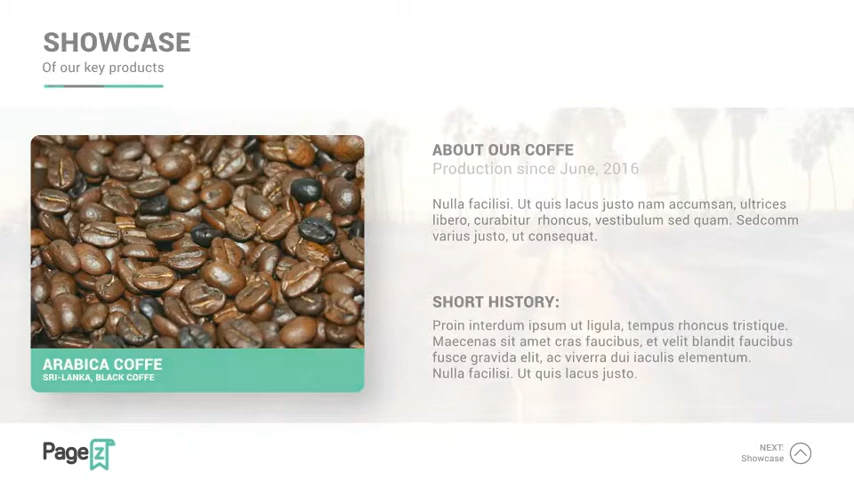 SHOWCASE
Of our key products
ABOUT OUR COFFE
Production since June, 2016
Nulla facilisi. Ut quis lacus justo nam accumsan, ultrices
libero, curabitur rhoncus, vestibulum sed quam. Sedcomm
varius justo, ut consequat.
SHORT HISTORY:
Proin interdum ipsum ut ligula, tempus rhoncus tristique.
Maecenas sit amet cras faucibus, et velit blandit faucibus
fusce gravida elit, ac viverra dui iaculis elementum.
Nulla facilisi. Ut quis lacus justo.
ARABICA COFFE
SRI-LANKA, BLACK COFFE
Page z
NEXT:
Showcase